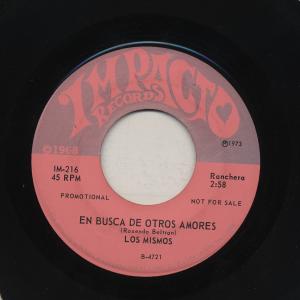 IMPACTO
RECORDS
©1968
℗1973
IM-216
45 RPM
Ranchera
2:58
PROMOTIONAL
NOT FOR SALE
EN BUSCA DE OTROS AMORES
(Rosendo Beltran)
LOS MISMOS
B-4721